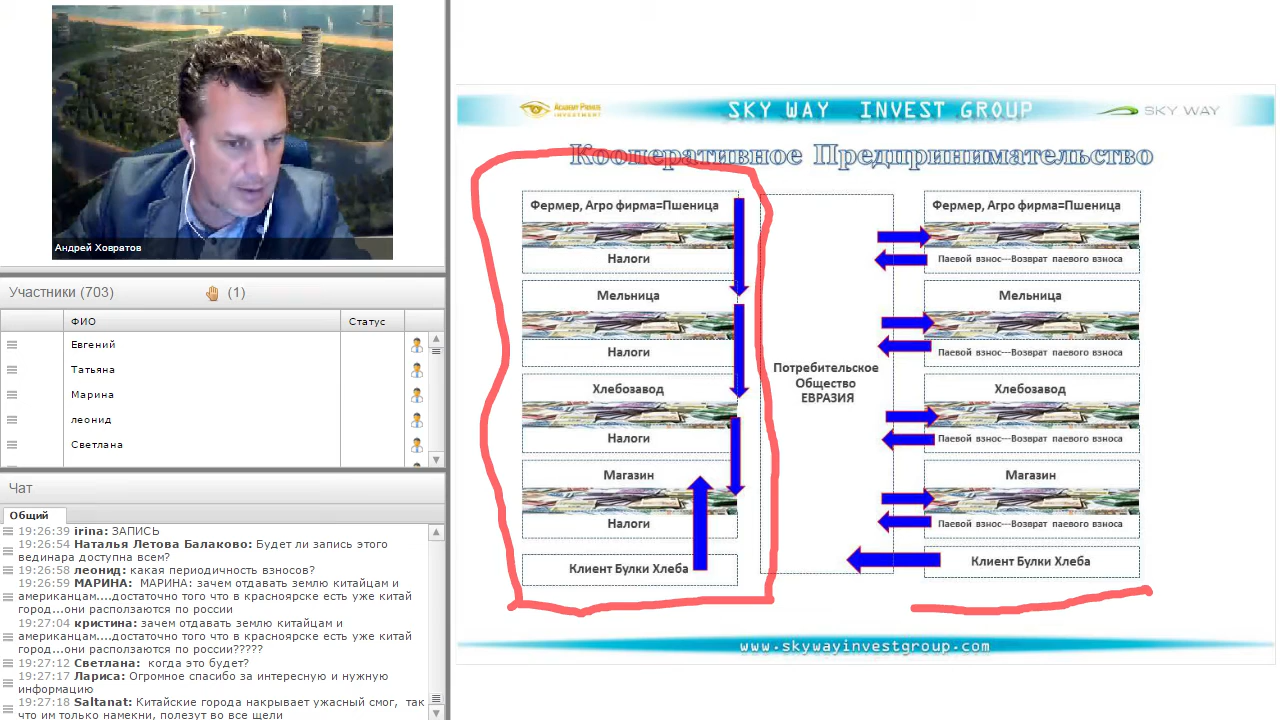 Андрей Ховратов
Участники (703)
(1)
ФИО
Статус
Евгений
Татьяна
Марина
леонид
Светлана
Чат
Общий
19:26:39 irina: ЗАПИСЬ
19:26:54 Наталья Летова Балаково: Будет ли запись этого
вединара доступна всем?
19:26:58 леонид: какая периодичность взносов?
19:26:59 МАРИНА: МАРИНА: зачем отдавать землю китайцам и
американцам....достаточно того что в красноярске есть уже китай
город...они располззются по россии
19:27:04 кристина: зачем отдавать землю китайцам и
американцам....достаточно того что в красноярске есть уже китай
город...они располззются по россии?????
19:27:12 Светлана: когда это будет?
19:27:17 Лариса: Огромное спасибо за интересную и нужную
информацию
19:27:18 Saltanat: Китайские города накрывает ужасный смог, так
что им только намекни, полезут во все щели
ACADEMY PRIVATE
INVESTMENT
SKY WAY INVEST GROUP
SKY WAY
Кооперативное Предпринимательство
Фермер, Агро фирма=Пшеница
Налоги
Мельница
Налоги
Хлебозавод
Налоги
Магазин
Налоги
Клиент Булки Хлеба
Потребительское
Общество
ЕВРАЗИЯ
Фермер, Агро фирма=Пшеница
Паевой взнос---Возврат паевого взноса
Мельница
Паевой взнос---Возврат паевого взноса
Хлебозавод
Паевой взнос---Возврат паевого взноса
Магазин
Паевой взнос---Возврат паевого взноса
Клиент Булки Хлеба
www.skywayinvestgroup.com